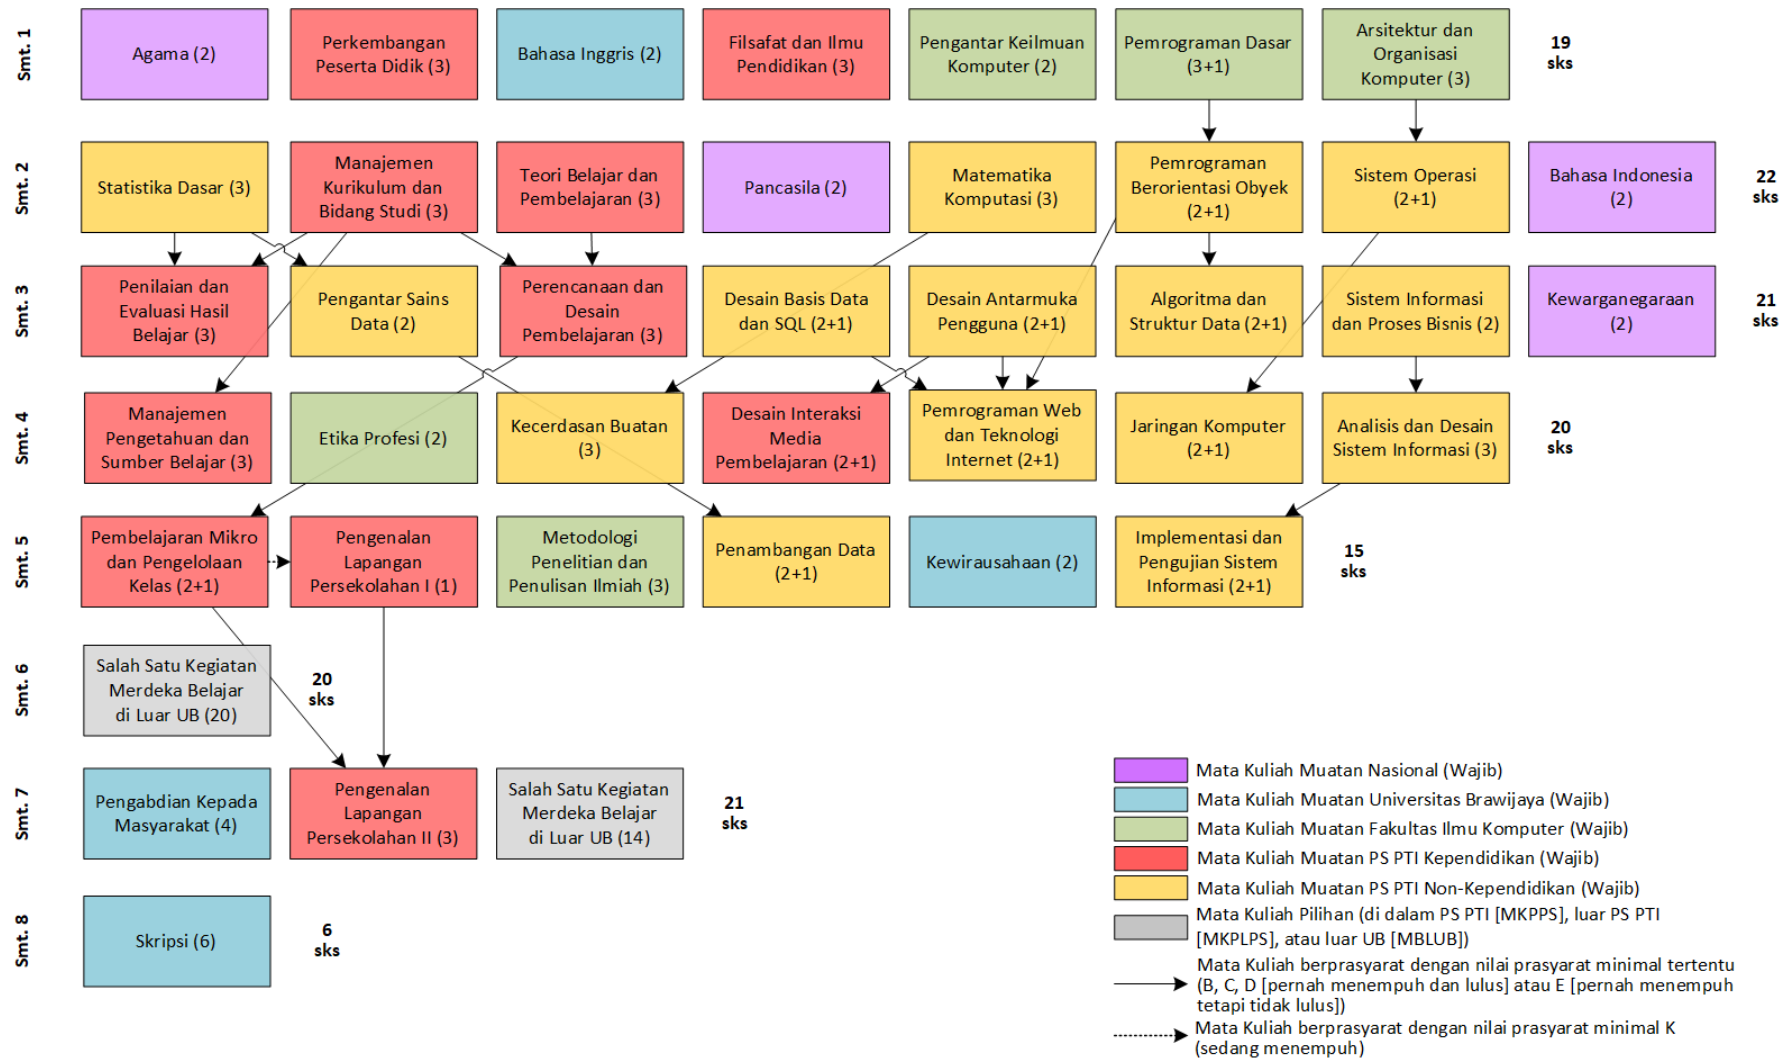 Smt. 1
Agama (2)
Perkembangan
Peserta Didik (3)
Bahasa Inggris (2)
Filsafat dan Ilmu
Pendidikan (3)
Pengantar Keilmuan
Komputer (2)
Pemrograman Dasar
(3+1)
Arsitektur dan
Organisasi
Komputer (3)
19
sks
Smt. 2
Statistika Dasar (3)
Manajemen
Kurikulum dan
Bidang Studi (3)
Teori Belajar dan
Pembelajaran (3)
Pancasila (2)
Matematika
Komputasi (3)
Pemrograman
Berorientasi Obyek
(2+1)
Sistem Operasi
(2+1)
Bahasa Indonesia
(2)
22
sks
Smt. 3
Penilaian dan
Evaluasi Hasil
Belajar (3)
Pengantar Sains
Data (2)
Perencanaan dan
Desain
Pembelajaran (3)
Desain Basis Data
dan SQL (2+1)
Desain Antarmuka
Pengguna (2+1)
Algoritma dan
Struktur Data (2+1)
Sistem Informasi
dan Proses Bisnis (2)
Kewarganegaraan
(2)
21
sks
Smt. 4
Manajemen
Pengetahuan dan
Sumber Belajar (3)
Etika Profesi (2)
Kecerdasan Buatan
(3)
Desain Interaksi
Media
Pembelajaran (2+1)
Pemrograman Web
dan Teknologi
Internet (2+1)
Jaringan Komputer
(2+1)
Analisis dan Desain
Sistem Informasi (3)
20
sks
Smt. 5
Pembelajaran Mikro
dan Pengelolaan
Kelas (2+1)
Pengenalan
Lapangan
Persekolahan I (1)
Metodologi
Penelitian dan
Penulisan Ilmiah (3)
Penambangan Data
(2+1)
Kewirausahaan (2)
Implementasi dan
Pengujian Sistem
Informasi (2+1)
15
sks
Smt. 6
Salah Satu Kegiatan
Merdeka Belajar
di Luar UB (20)
20
sks
Smt. 7
Pengabdian Kepada
Masyarakat (4)
Pengenalan
Lapangan
Persekolahan II (3)
Salah Satu Kegiatan
Merdeka Belajar
di Luar UB (14)
21
sks
Smt. 8
Skripsi (6)
6
sks
Mata Kuliah Muatan Nasional (Wajib)
Mata Kuliah Muatan Universitas Brawijaya (Wajib)
Mata Kuliah Muatan Fakultas Ilmu Komputer (Wajib)
Mata Kuliah Muatan PS PTI Kependidikan (Wajib)
Mata Kuliah Muatan PS PTI Non-Kependidikan (Wajib)
Mata Kuliah Pilihan (di dalam PS PTI [MKPPS], luar PS PTI
[MKPLPS], atau luar UB [MBLUB])
Mata Kuliah berprasyarat dengan nilai prasyarat minimal tertentu
(B, C, D [pernah menempuh dan lulus] atau E [pernah menempuh
tetapi tidak lulus])
Mata Kuliah berprasyarat dengan nilai prasyarat minimal K
(sedang menempuh)